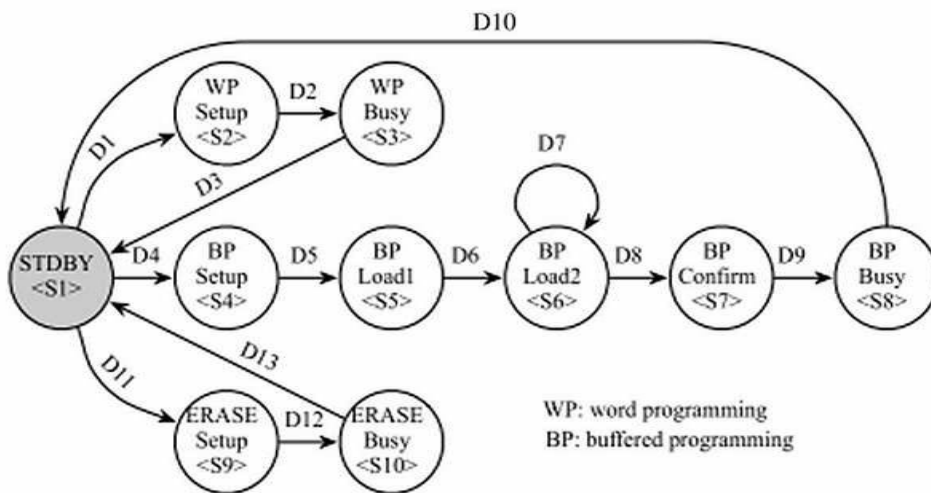 D10
WP
Setup
<S2>
D2
WP
Busy
<S3>
D1
D3
D7
STDBY
<S1>
D4
BP
Setup
<S4>
D5
BP
Load1
<S5>
D6
BP
Load2
<S6>
D8
BP
Confirm
<S7>
D9
BP
Busy
<S8>
D11
D13
ERASE
Setup
<S9>
D12
ERASE
Busy
<S10>
WP: word programming
BP: buffered programming